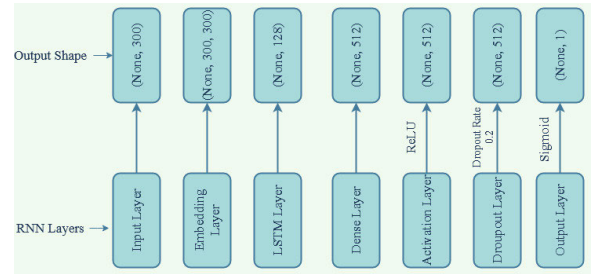 Output Shape
(None, 300)
(None, 300, 300)
(None, 128)
(None, 512)
(None, 512)
(None, 512)
(None, 1)
ReLU
Dropout Rate
0.2
Sigmoid
RNN Layers
Input Layer
Embedding
Layer
LSTM Layer
Dense Layer
Activation Layer
Droupout Layer
Output Layer